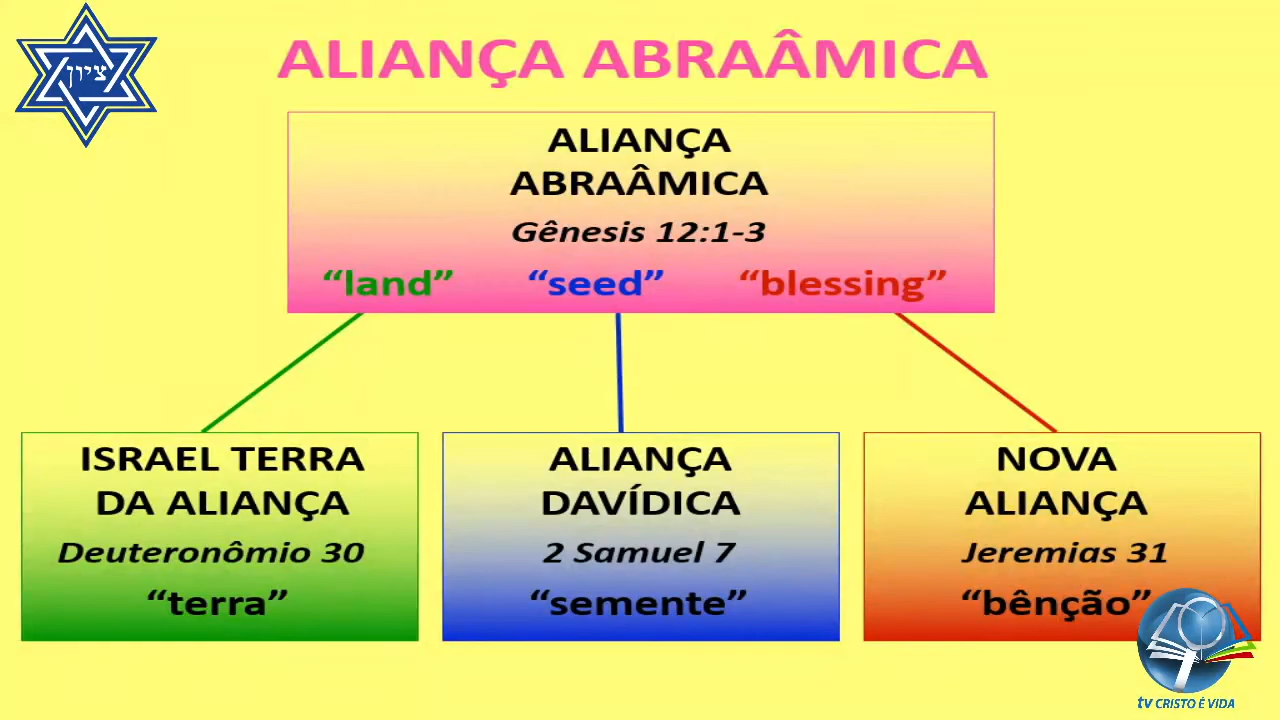 ציון
ALIANÇA ABRAÂMICA
ALIANÇA
ABRAÂMICA
Gênesis 12:1-3
“land” “seed” “blessing”
ISRAEL TERRA
DA ALIANÇA
Deuteronômio 30
“terra”
ALIANÇA
DAVÍDICA
2 Samuel 7
“semente”
NOVA
ALIANÇA
Jeremias 31
“bênção”
tv CRISTO É VIDA